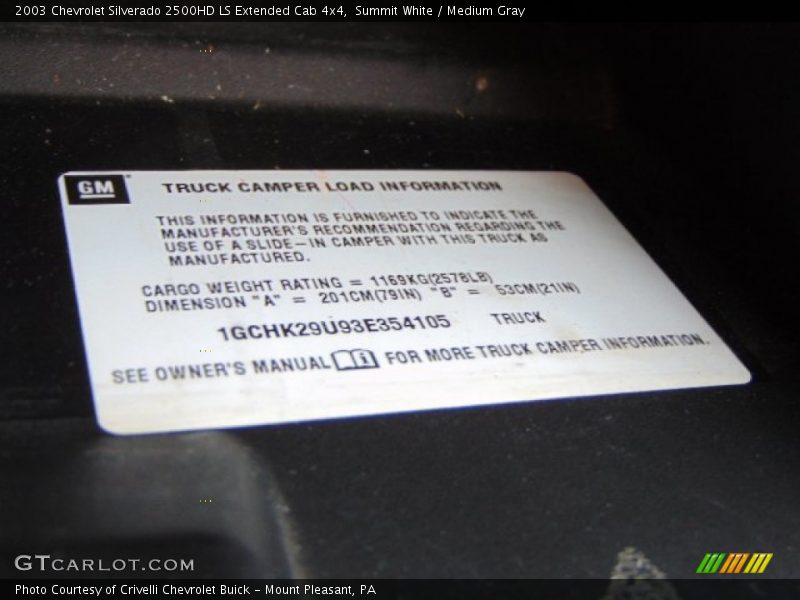 2003 Chevrolet Silverado 2500HD LS Extended Cab 4x4,  Summit White / Medium Gray
GM
TRUCK CAMPER LOAD INFORMATION
THIS INFORMATION IS FURNISHED TO INDICATE THE
MANUFACTURER'S RECOMMENDATION REGARDING THE
USE OF A SLIDE-IN CAMPER WITH THIS TRUCK AS
MANUFACTURED.
CARGO WEIGHT RATING = 1169KG(2578LB)
DIMENSION "A" = 201CM(79IN) "B" = 53CM(21IN)
1GCHK29U93E354105 TRUCK
SEE OWNER'S MANUAL FOR MORE TRUCK CAMPER INFORMATION.
GTCARLOT.COM
Photo Courtesy of Crivelli Chevrolet Buick - Mount Pleasant, PA